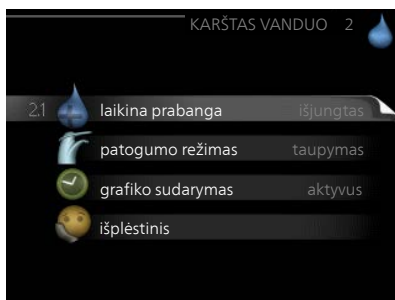 KARŠTAS VANDUO 2
2.1 laikina prabanga išjungtas
patogumo režimas taupymas
grafiko sudarymas aktyvus
išplėstinis